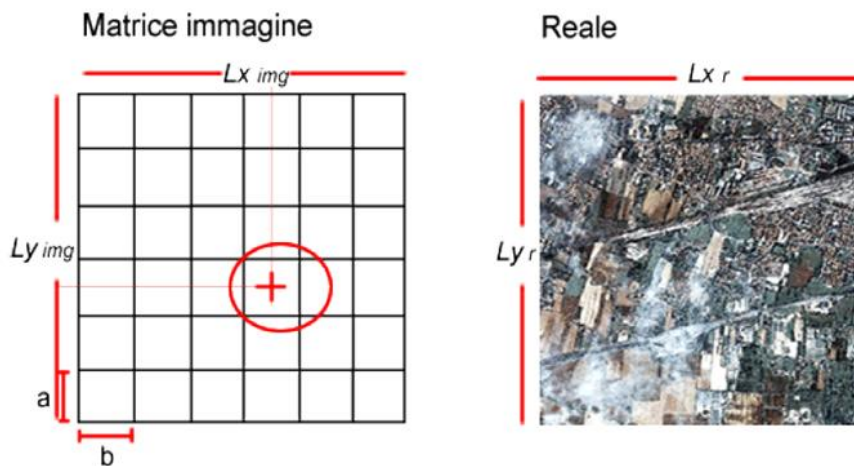 Matrice immagine
Reale
Lx img
Lx r
Ly img
Ly r
a
b